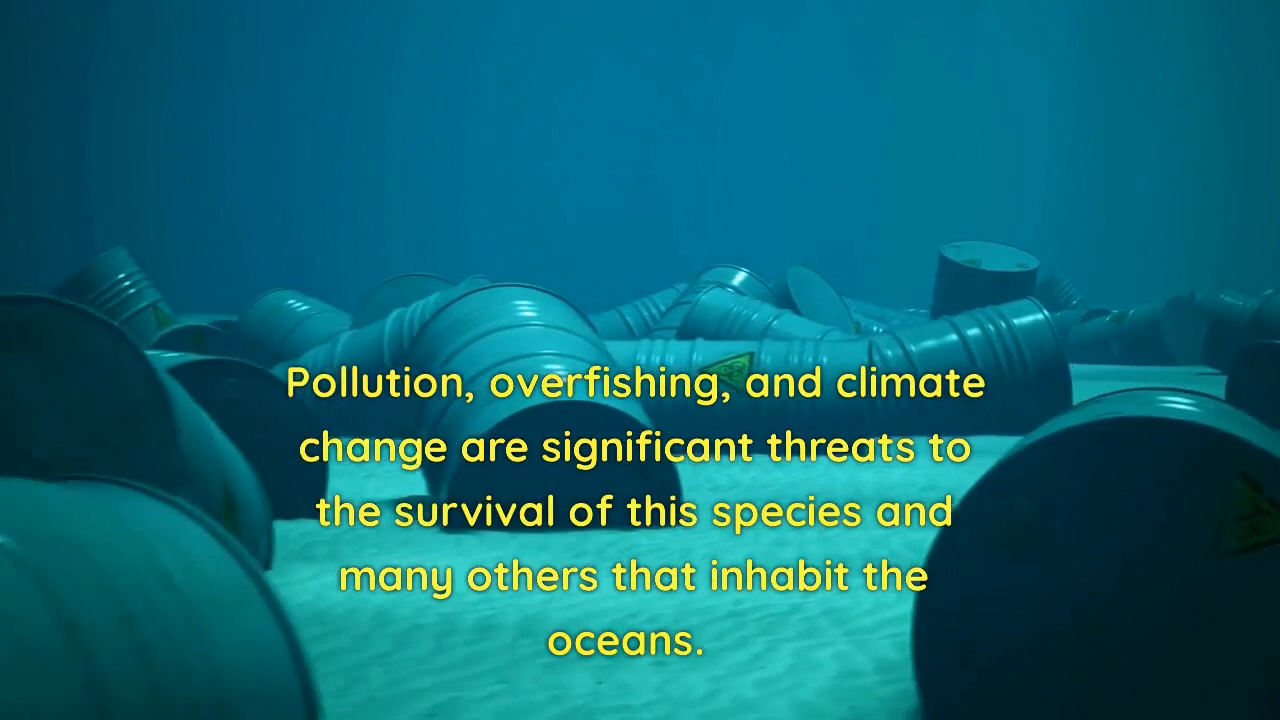 Pollution, overfishing, and climate
change are significant threats to
the survival of this species and
many others that inhabit the
oceans.